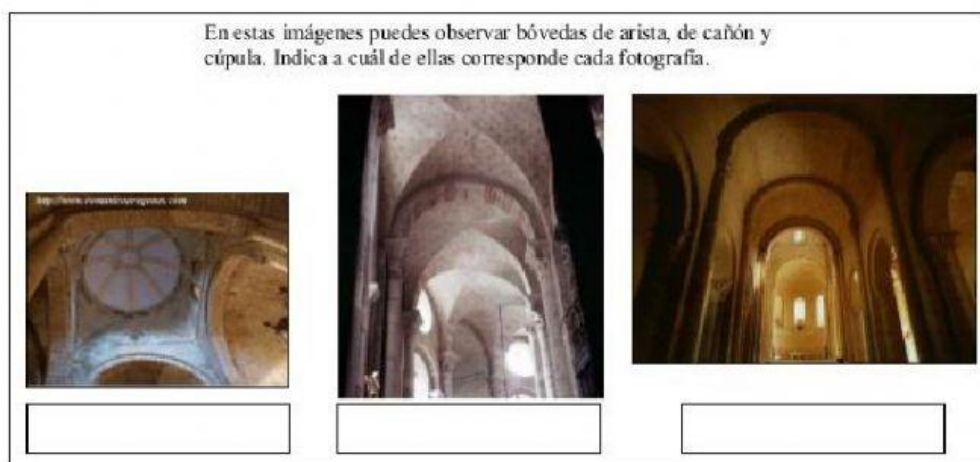 En estas imágenes puedes observar bóvedas de arista, de cañón y
cúpula. Indica a cuál de ellas corresponde cada fotografía.